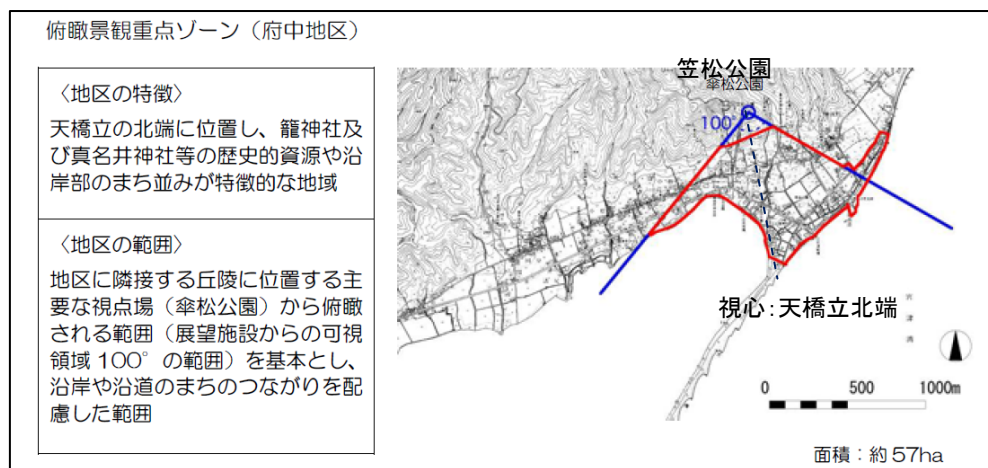 俯瞰景観重点ゾーン（府中地区）
〈地区の特徴〉
天橋立の北端に位置し、籠神社及
び真名井神社等の歴史的資源や沿
岸部のまち並みが特徴的な地域
〈地区の範囲〉
地区に隣接する丘陵に位置する主
要な視点場（傘松公園）から俯瞰
される範囲（展望施設からの可視
領域 100°の範囲）を基本とし、
沿岸や沿道のまちのつながりを配
慮した範囲
笠松公園
傘松公園
100°
視心：天橋立北端
0 500 1000m
面積：約 57ha